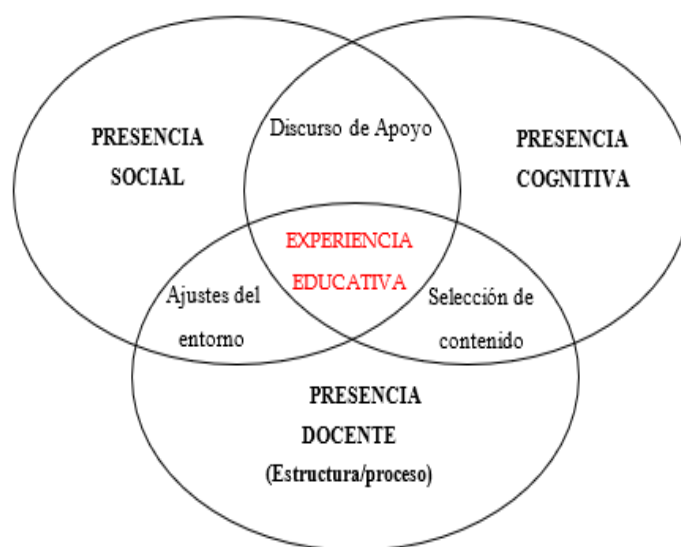 Discurso de Apoyo
PRESENCIA
SOCIAL
PRESENCIA
COGNITIVA
EXPERIENCIA
EDUCATIVA
Ajustes del
entorno
Selección de
contenido
PRESENCIA
DOCENTE
(Estructura/proceso)